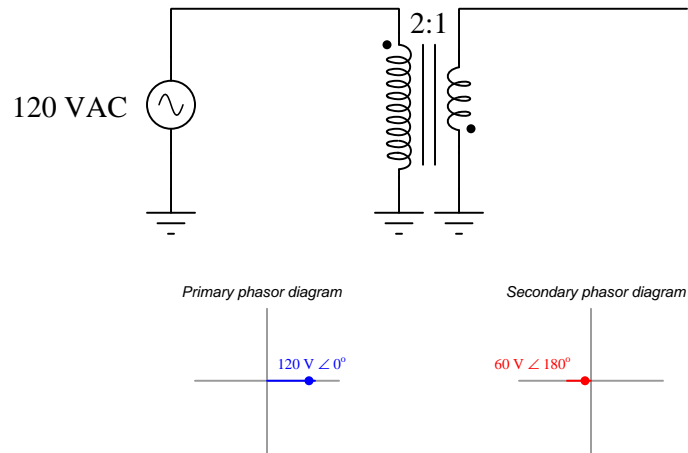 2:1
120 VAC
Primary phasor diagram
Secondary phasor diagram
120 V ∠ 0°
60 V ∠ 180°